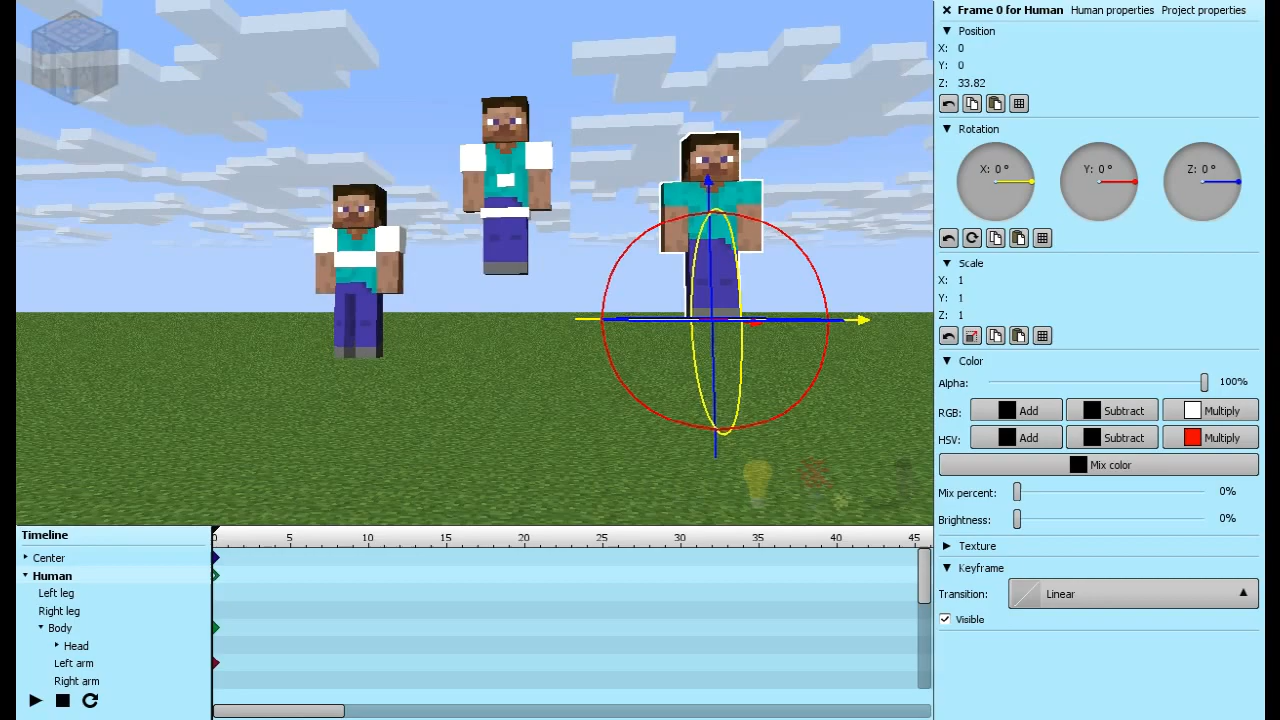 Frame 0 for Human Human properties Project properties
Position
X: 0
Y: 0
Z: 33.82
Rotation
X: 0 ° Y: 0 ° Z: 0 °
Scale
X: 1
Y: 1
Z: 1
Color
Alpha: 100%
RGB: Add Subtract Multiply
HSV: Add Subtract Multiply
Mix color
Mix percent: 0%
Brightness: 0%
Texture
Keyframe
Transition: Linear
Visible
Timeline
0 5 10 15 20 25 30 35 40 45
Center
Human
Left leg
Right leg
Body
Head
Left arm
Right arm